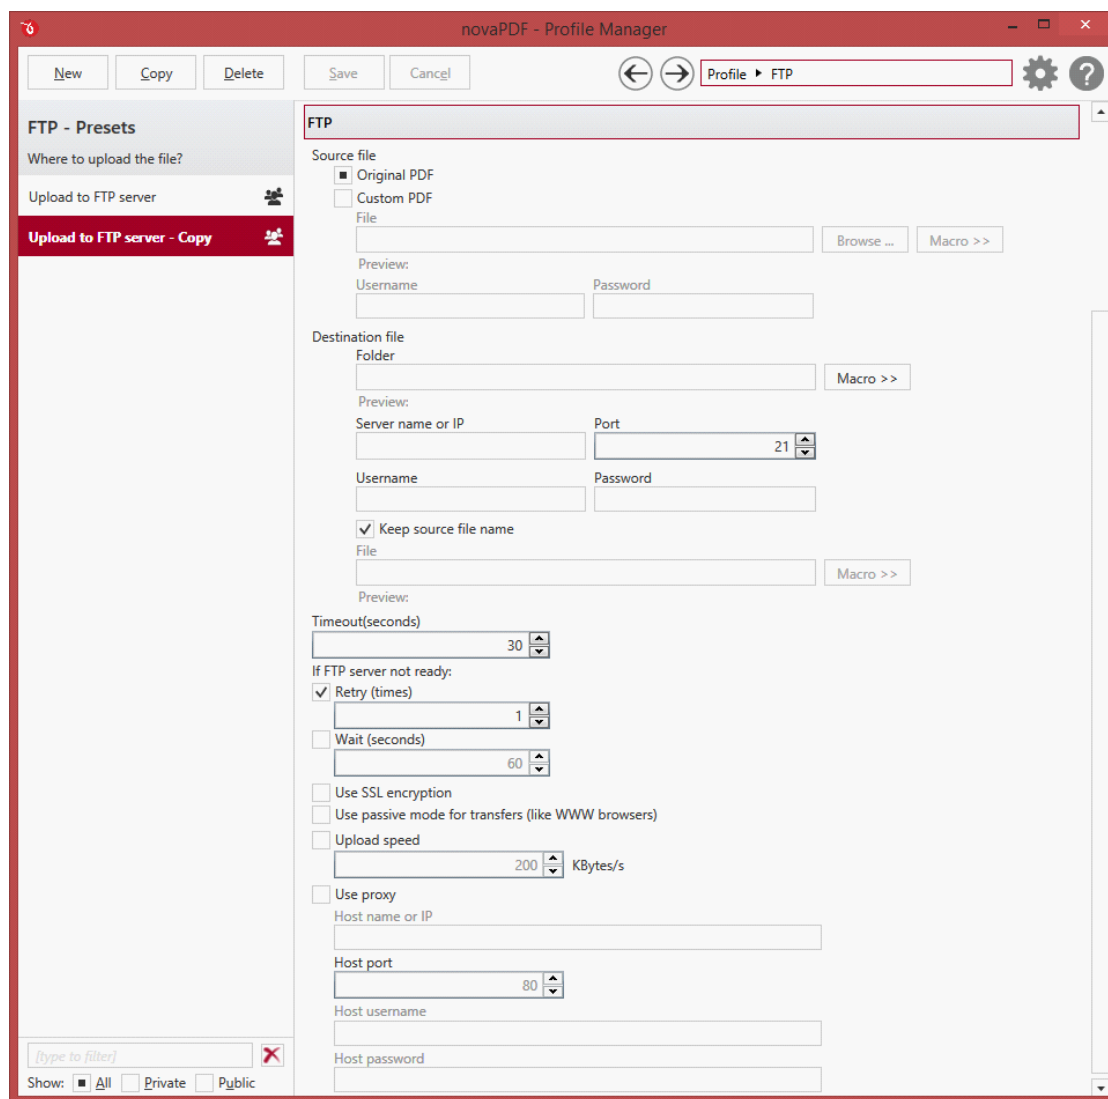 novaPDF - Profile Manager
New Copy Delete Save Cancel Profile FTP
FTP - Presets
Where to upload the file?
Upload to FTP server
Upload to FTP server - Copy
FTP
Source file
Original PDF
Custom PDF
File
Browse ... Macro >>
Preview:
Username Password
Destination file
Folder
Macro >>
Preview:
Server name or IP Port
21
Username Password
Keep source file name
File
Macro >>
Preview:
Timeout(seconds)
30
If FTP server not ready:
Retry (times)
1
Wait (seconds)
60
Use SSL encryption
Use passive mode for transfers (like WWW browsers)
Upload speed
200 KBytes/s
Use proxy
Host name or IP
Host port
80
Host username
Host password
[type to filter]
Show: All Private Public